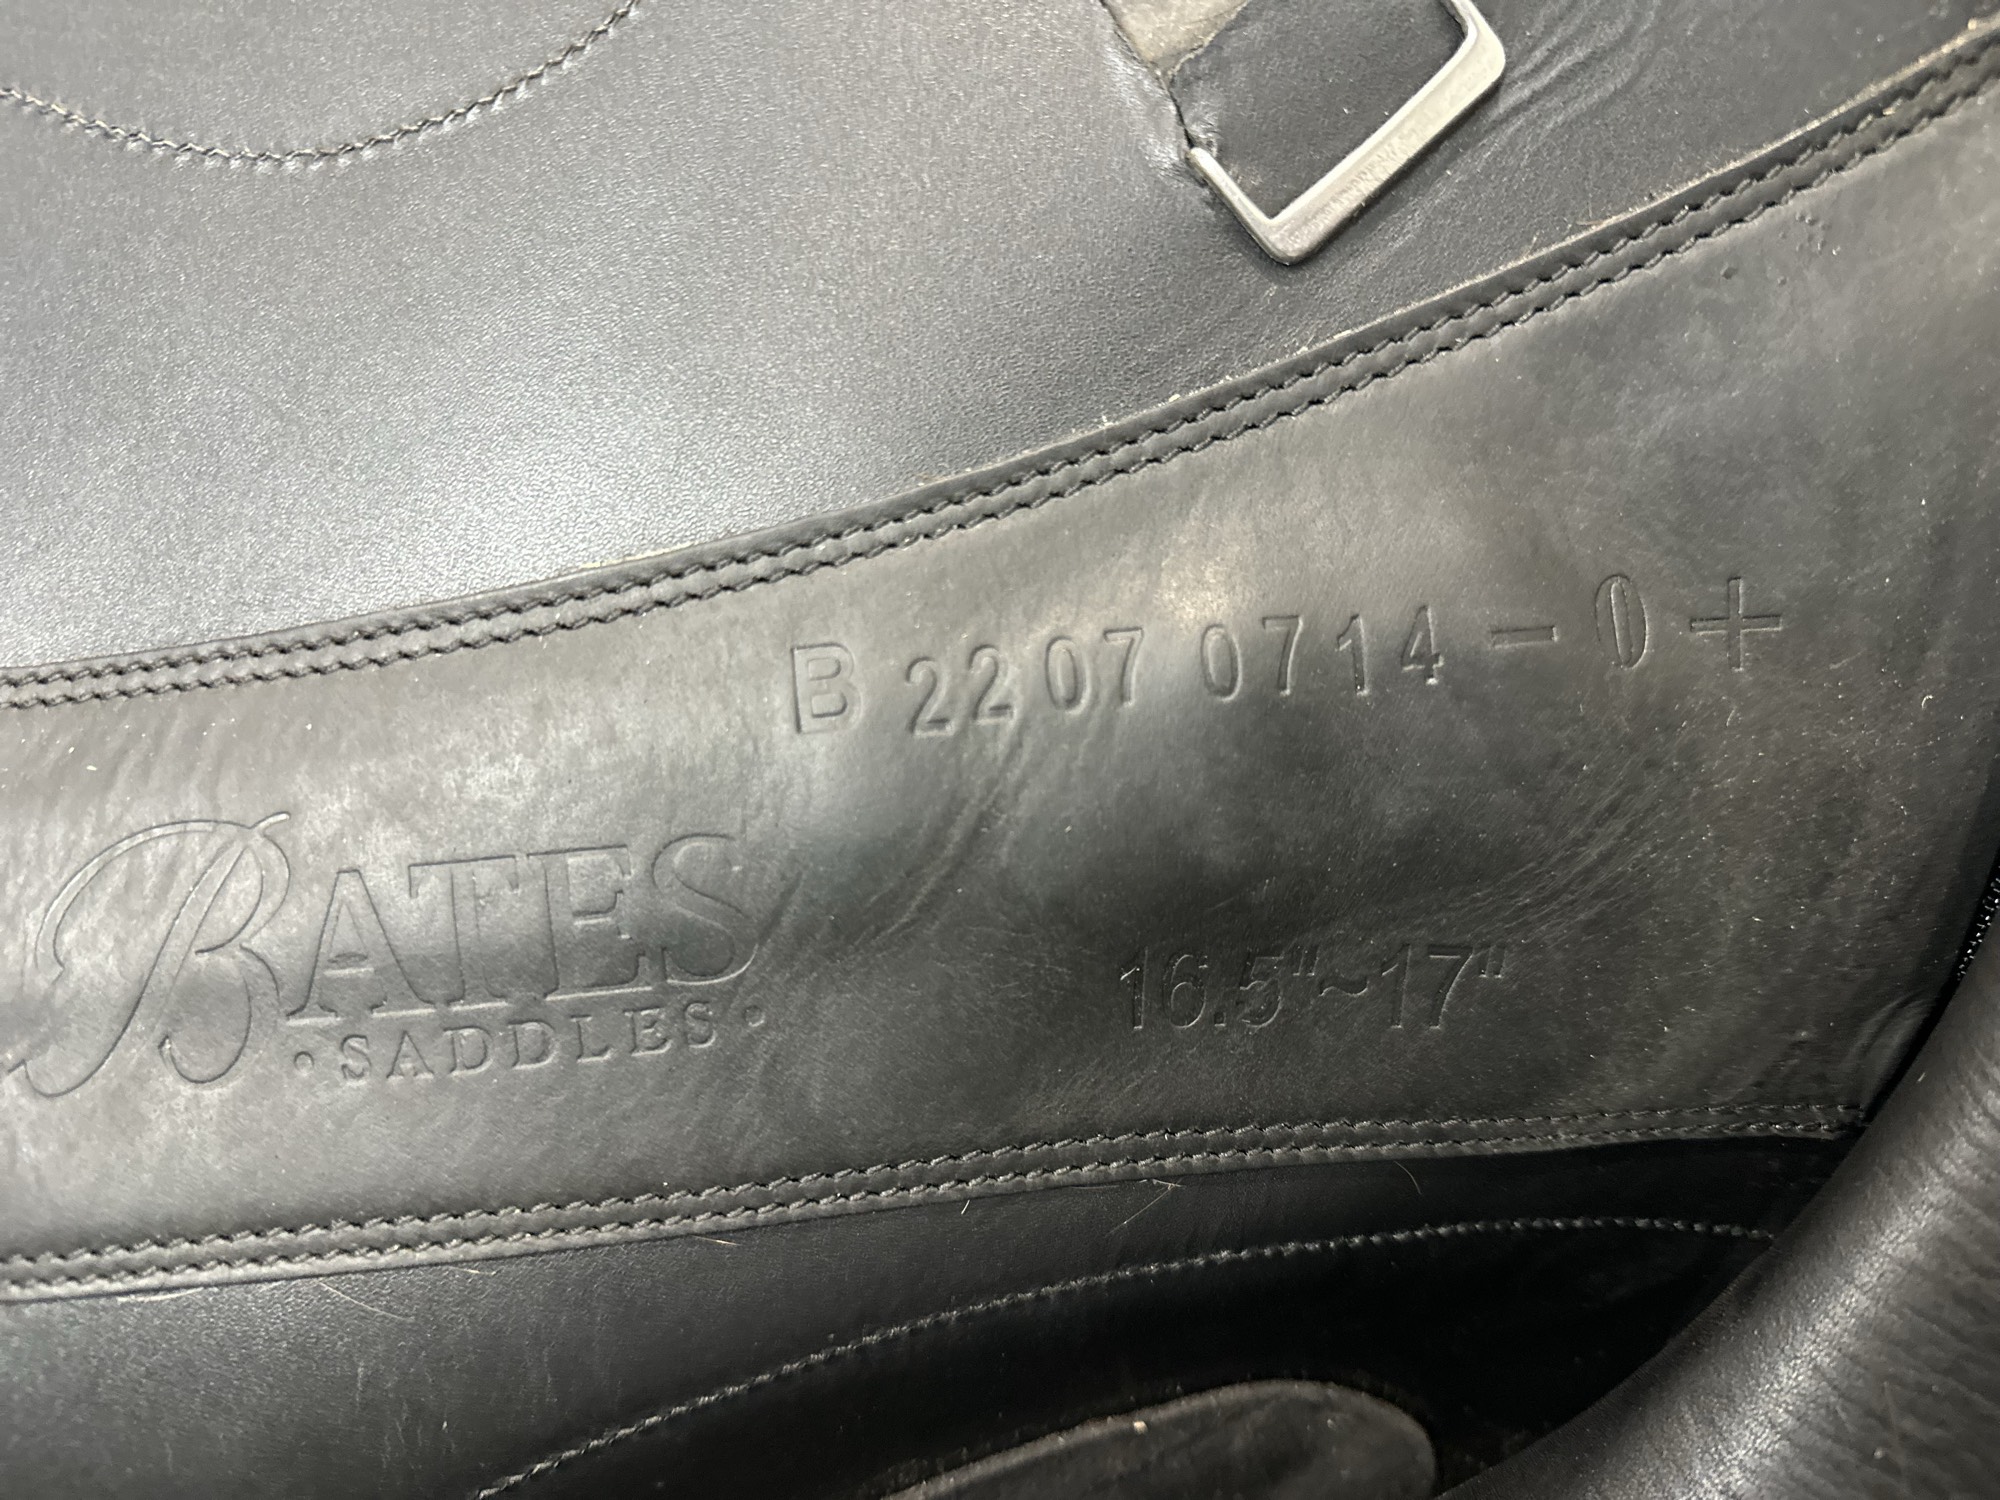 B 2207 0714 - 0 +
BATES
• SADDLES •
16.5"~17"